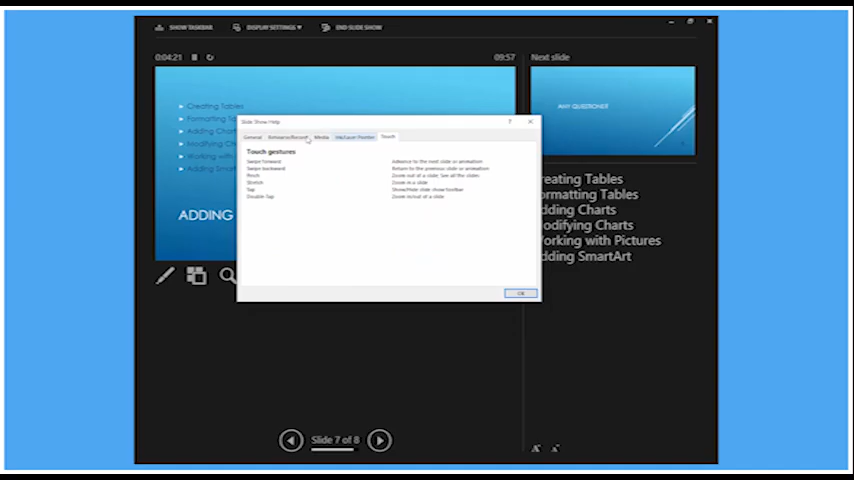 SHOW TASKBAR DISPLAY SETTINGS ▼ END SLIDE SHOW
0:04:21 09:57 Next slide
Creating Tables
Formatting Ta
Adding Chart
Modifying Ch
Working with
Adding Smar
ADDING
ANY QUESTIONS?
Slide Show Help ?
General Rehearse/Record Media Ink/Laser Pointer Touch
Touch gestures
Swipe forward Advance to the next slide or animation
Swipe backward Return to the previous slide or animation
Pinch Zoom out of a slide; See all the slides
Stretch Zoom in a slide
Tap Show/Hide slide show toolbar
Double-Tap Zoom in/out of a slide
OK
reating Tables
ormatting Tables
dding Charts
odifying Charts
orking with Pictures
dding SmartArt
Slide 7 of 8
A A